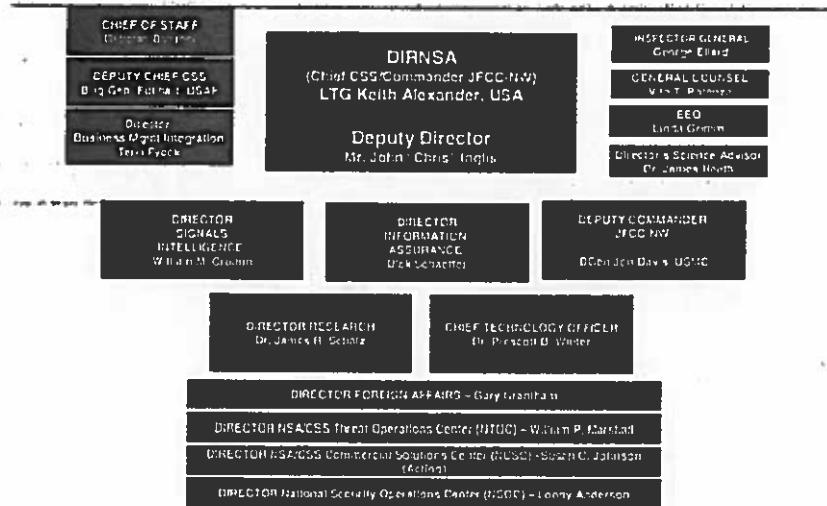 CHIEF OF STAFF
DEPUTY CHIEF CSS
Director
Business Mgmt Integration
DIRNSA
(Chief CSS/Commander JFCC-NW)
LTG Keith Alexander, USA
Deputy Director
Mr. John "Chris" Inglis
INSPECTOR GENERAL
George Ellard
GENERAL COUNSEL
EEO
Linda
Director's Science Advisor
Dr. James
DIRECTOR
SIGNALS
INTELLIGENCE
William M.
DIRECTOR
INFORMATION
ASSURANCE
Dick Schaeffer
DEPUTY COMMANDER
JFCC NW
Davis USMC
DIRECTOR RESEARCH
Dr. James R. Schatz
CHIEF TECHNOLOGY OFFICER
Dr. Prescott B. Winter
DIRECTOR FOREIGN AFFAIRS – Gary Grantham
DIRECTOR NSA/CSS Threat Operations Center (NTOC) – William P. Marshall
DIRECTOR NSA/CSS Commercial Solutions Center (NCSC) - Susan C. Johnson
(Acting)
DIRECTOR National Security Operations Center (NSOC) – Lonny Anderson